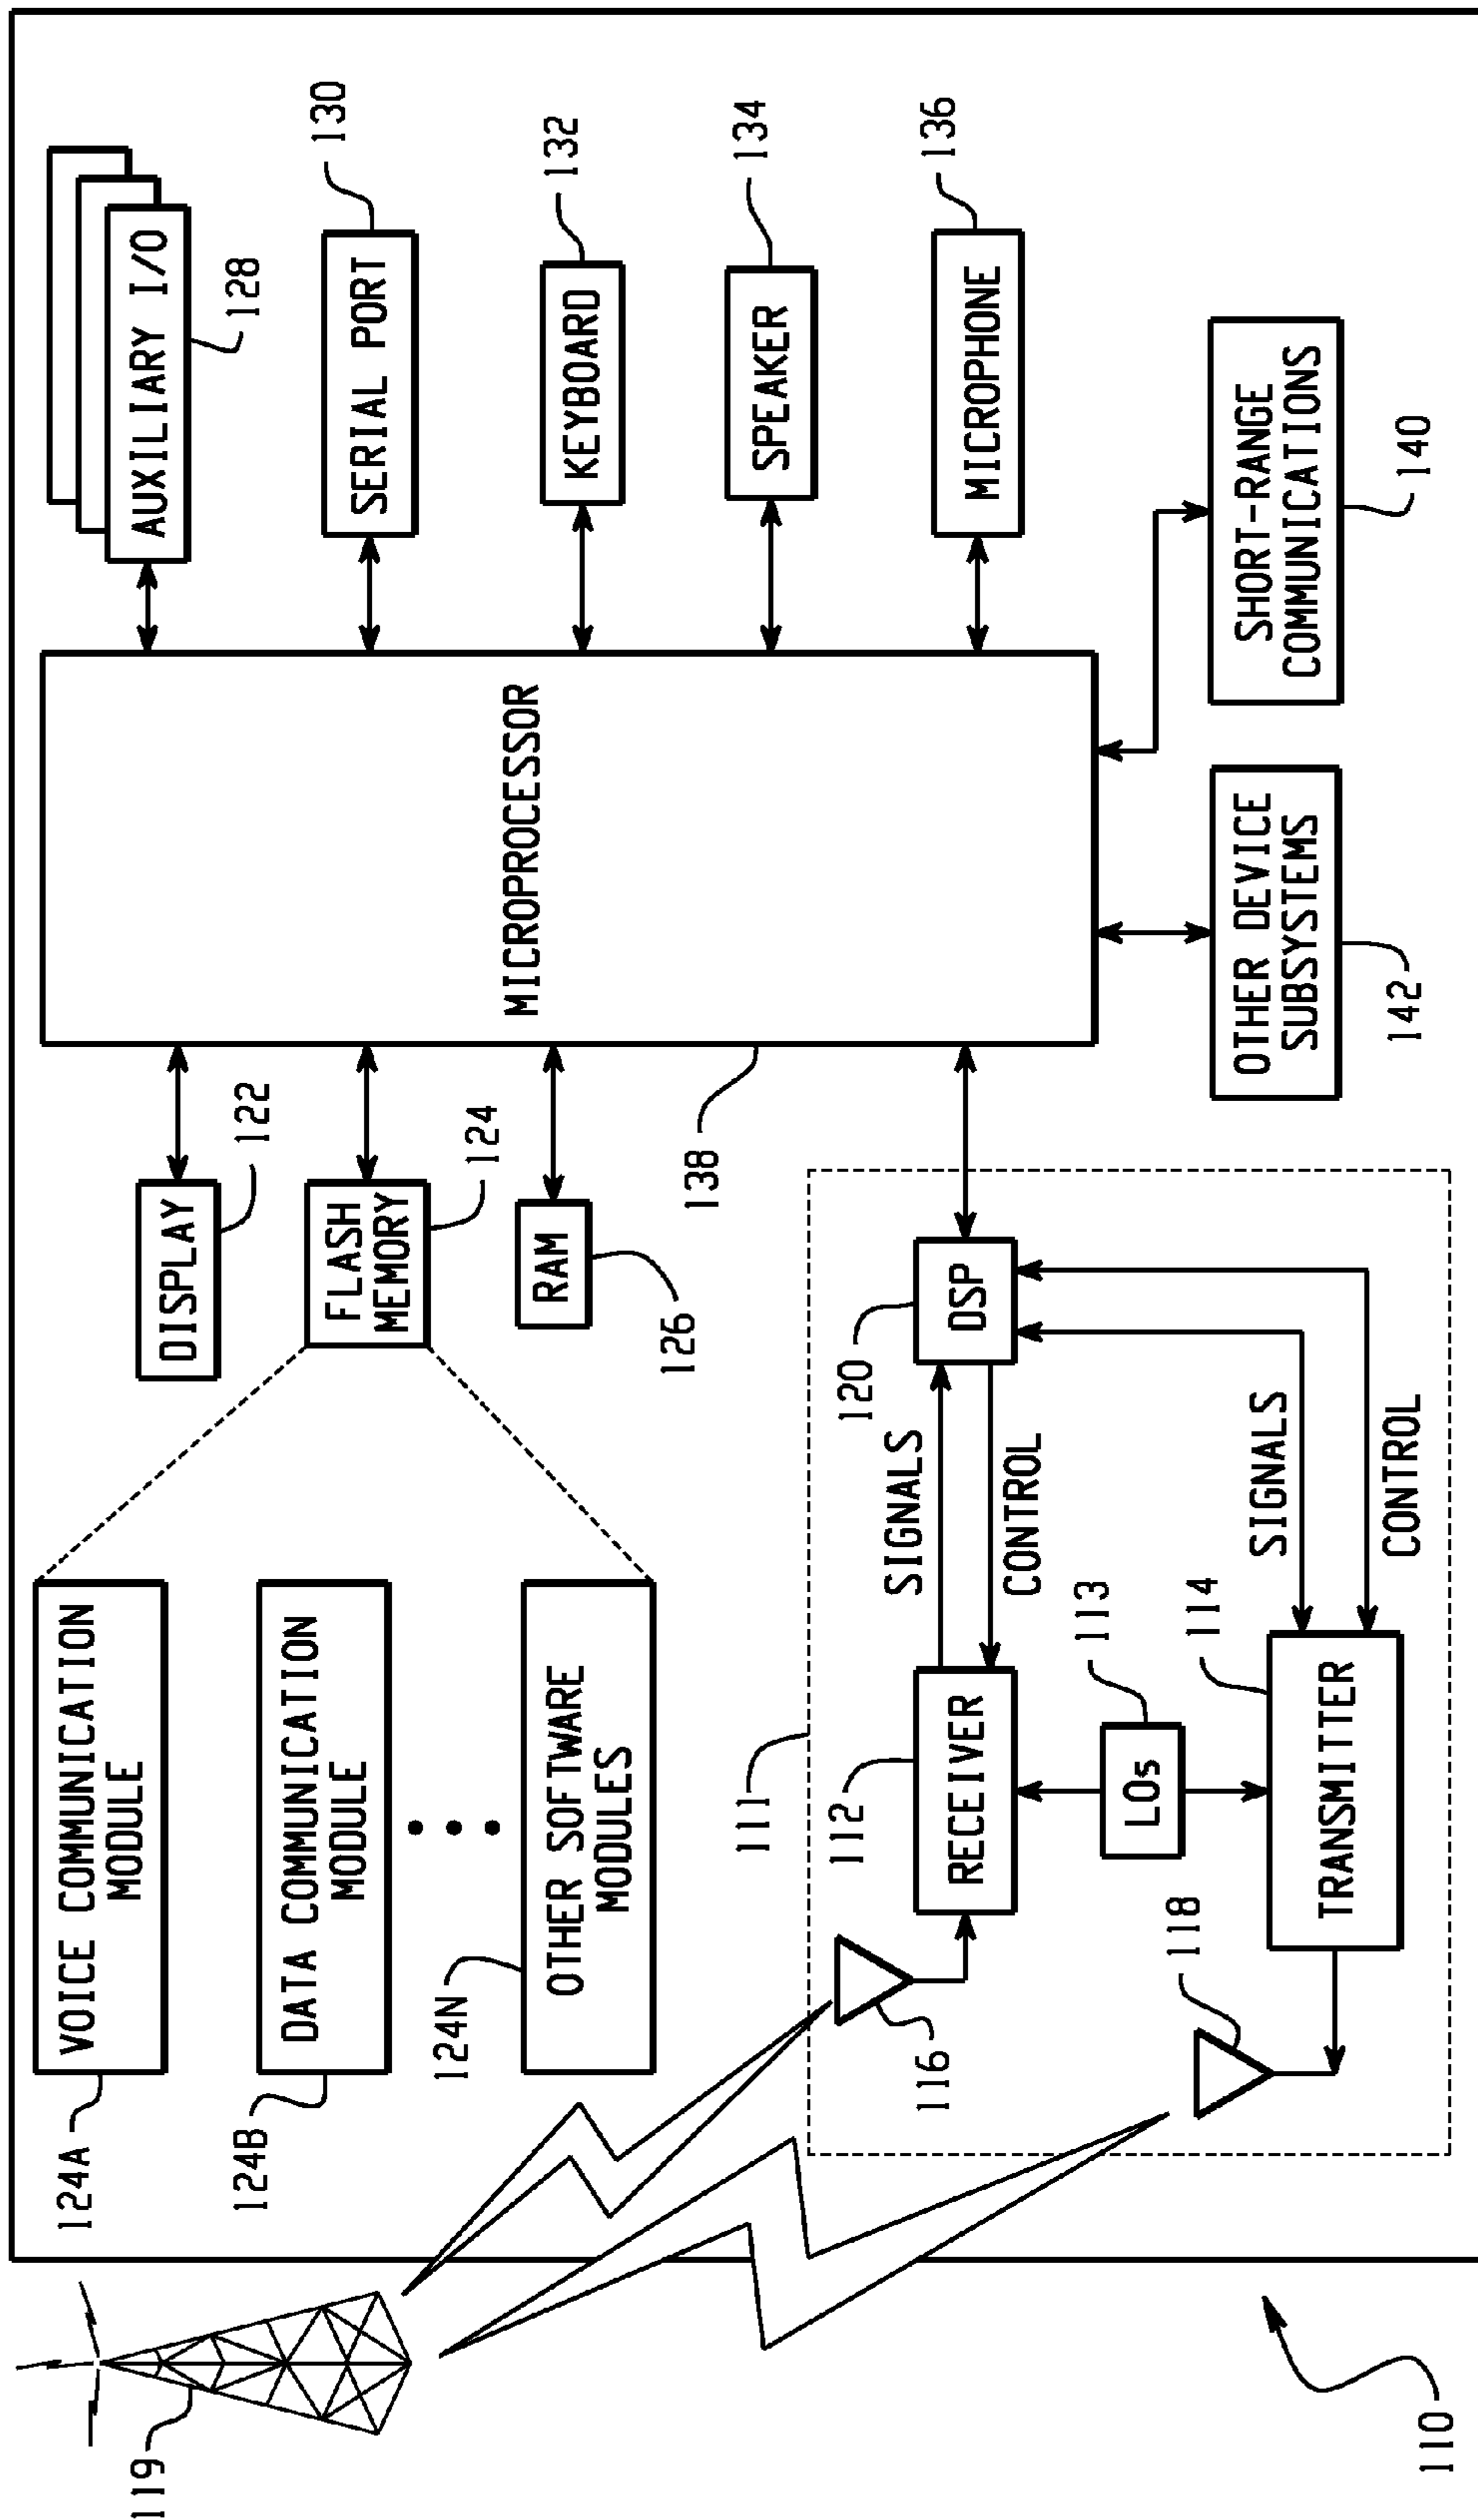 119
110
124A
VOICE COMMUNICATION
MODULE
124B
DATA COMMUNICATION
MODULE
124N
OTHER SOFTWARE
MODULES
DISPLAY
122
FLASH
MEMORY
124
RAM
126
138
MICROPROCESSOR
AUXILIARY I/O
128
SERIAL PORT
130
KEYBOARD
132
SPEAKER
134
MICROPHONE
136
SHORT-RANGE
COMMUNICATIONS
140
OTHER DEVICE
SUBSYSTEMS
142
111
116
112
RECEIVER
SIGNALS
CONTROL
120
DSP
113
LOs
118
114
TRANSMITTER
SIGNALS
CONTROL